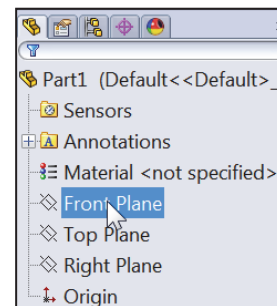 Part1 (Default<<Default>_
Sensors
A Annotations
Material <not specified>
Front Plane
Top Plane
Right Plane
Origin